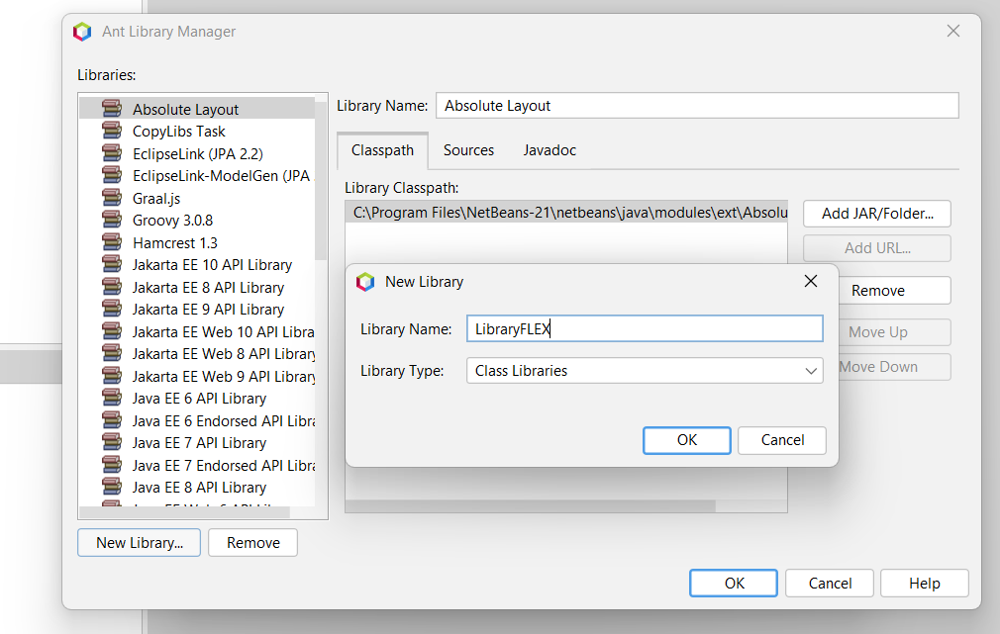 Ant Library Manager
Libraries:
Absolute Layout
CopyLibs Task
EclipseLink (JPA 2.2)
EclipseLink-ModelGen (JPA
Graal.js
Groovy 3.0.8
Hamcrest 1.3
Jakarta EE 10 API Library
Jakarta EE 8 API Library
Jakarta EE 9 API Library
Jakarta EE Web 10 API Libra
Jakarta EE Web 8 API Library
Jakarta EE Web 9 API Library
Java EE 6 API Library
Java EE 6 Endorsed API Libra
Java EE 7 API Library
Java EE 7 Endorsed API Libra
Java EE 8 API Library
New Library...
Remove
Library Name:
Absolute Layout
Classpath
Sources
Javadoc
Library Classpath:
C:\Program Files\NetBeans-21\netbeans\java\modules\ext\Absolu
Add JAR/Folder...
Add URL...
Remove
Move Up
Move Down
New Library
Library Name:
LibraryFLEX
Library Type:
Class Libraries
OK
Cancel
OK
Cancel
Help